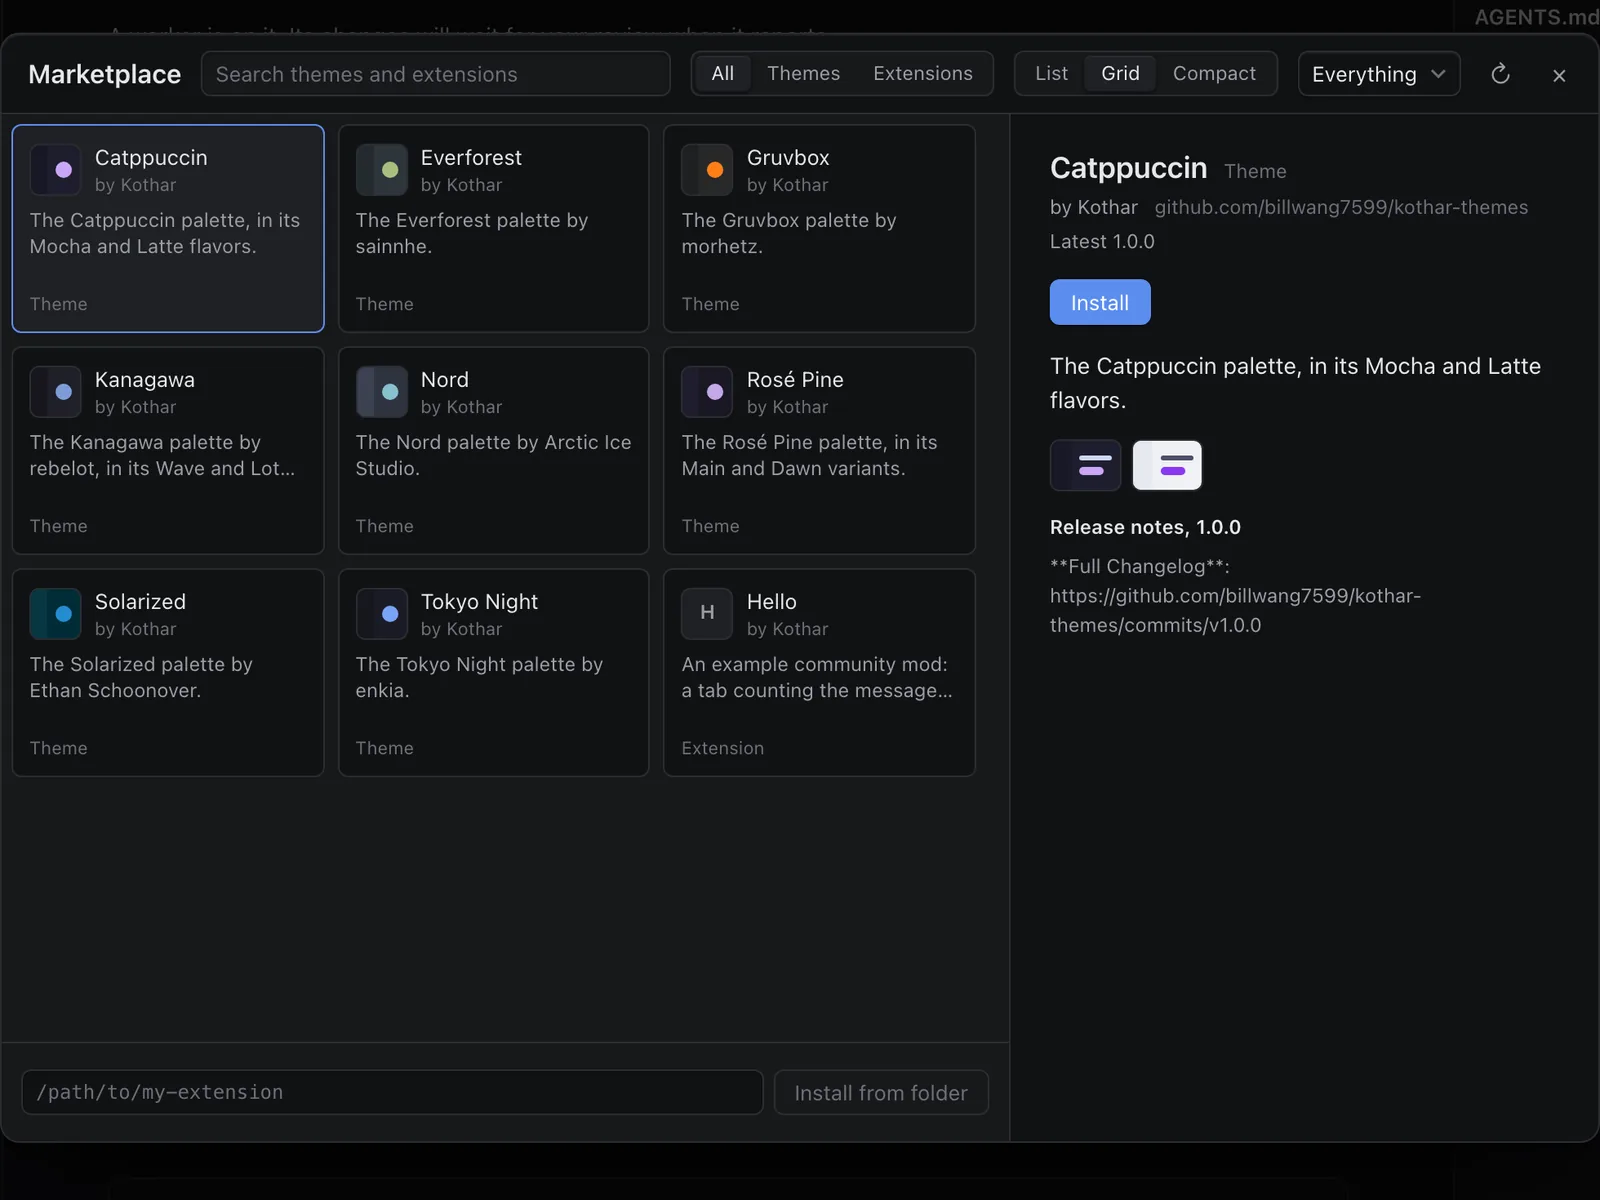 AGENTS.md
Marketplace
Search themes and extensions
All
Themes
Extensions
List
Grid
Compact
Everything
Catppuccin
by Kothar
The Catppuccin palette, in its
Mocha and Latte flavors.
Theme
Everforest
by Kothar
The Everforest palette by
sainnhe.
Theme
Gruvbox
by Kothar
The Gruvbox palette by
morhetz.
Theme
Kanagawa
by Kothar
The Kanagawa palette by
rebelot, in its Wave and Lot...
Theme
Nord
by Kothar
The Nord palette by Arctic Ice
Studio.
Theme
Rosé Pine
by Kothar
The Rosé Pine palette, in its
Main and Dawn variants.
Theme
Solarized
by Kothar
The Solarized palette by
Ethan Schoonover.
Theme
Tokyo Night
by Kothar
The Tokyo Night palette by
enkia.
Theme
H
Hello
by Kothar
An example community mod:
a tab counting the message...
Extension
/path/to/my-extension
Install from folder
Catppuccin Theme
by Kothar github.com/billwang7599/kothar-themes
Latest 1.0.0
Install
The Catppuccin palette, in its Mocha and Latte
flavors.
Release notes, 1.0.0
**Full Changelog**:
https://github.com/billwang7599/kothar-
themes/commits/v1.0.0